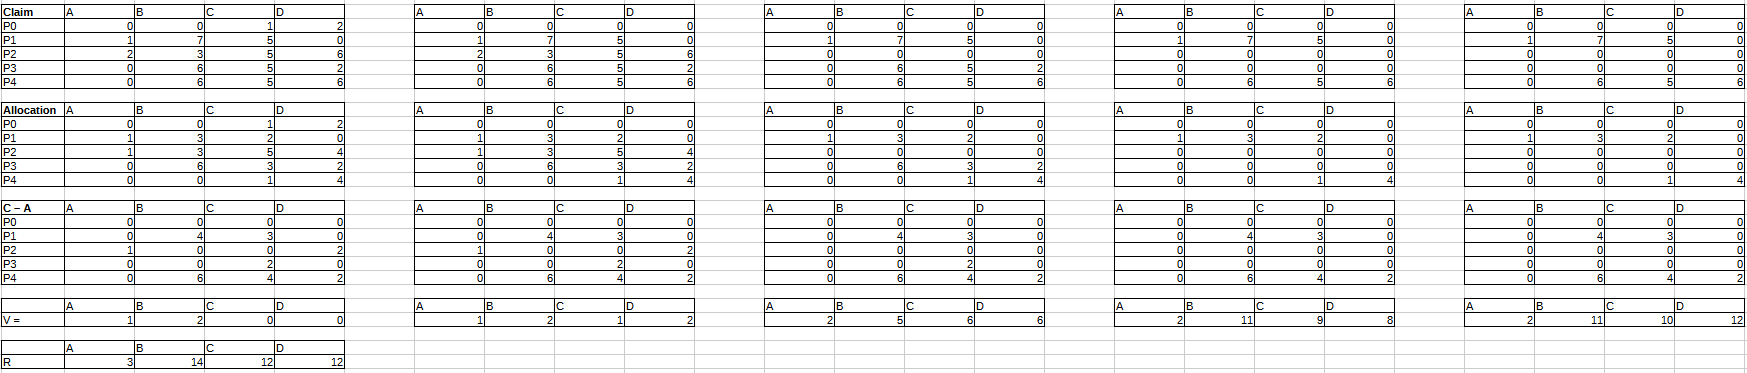 Claim A B C D A B C D A B C D A B C D A B C D
P0 0 0 1 2 0 0 0 0 0 0 0 0 0 0 0 0 0 0 0 0
P1 1 7 5 0 1 7 5 0 1 7 5 0 1 7 5 0 1 7 5 0
P2 2 3 5 6 2 3 5 6 0 0 0 0 0 0 0 0 0 0 0 0
P3 0 6 5 2 0 6 5 2 0 6 5 2 0 0 0 0 0 0 0 0
P4 0 6 5 6 0 6 5 6 0 6 5 6 0 6 5 6 0 6 5 6
Allocation A B C D A B C D A B C D A B C D A B C D
P0 0 0 1 2 0 0 0 0 0 0 0 0 0 0 0 0 0 0 0 0
P1 1 3 2 0 1 3 2 0 1 3 2 0 1 3 2 0 1 3 2 0
P2 1 3 5 4 1 3 5 4 0 0 0 0 0 0 0 0 0 0 0 0
P3 0 6 3 2 0 6 3 2 0 6 3 2 0 0 0 0 0 0 0 0
P4 0 0 1 4 0 0 1 4 0 0 1 4 0 0 1 4 0 0 1 4
C – A A B C D A B C D A B C D A B C D A B C D
P0 0 0 0 0 0 0 0 0 0 0 0 0 0 0 0 0 0 0 0 0
P1 0 4 3 0 0 4 3 0 0 4 3 0 0 4 3 0 0 4 3 0
P2 1 0 0 2 1 0 0 2 0 0 0 0 0 0 0 0 0 0 0 0
P3 0 0 2 0 0 0 2 0 0 0 2 0 0 0 0 0 0 0 0 0
P4 0 6 4 2 0 6 4 2 0 6 4 2 0 6 4 2 0 6 4 2
A B C D A B C D A B C D A B C D A B C D
V = 1 2 0 0 1 2 1 2 2 5 6 6 2 11 9 8 2 11 10 12
A B C D
R 3 14 12 12